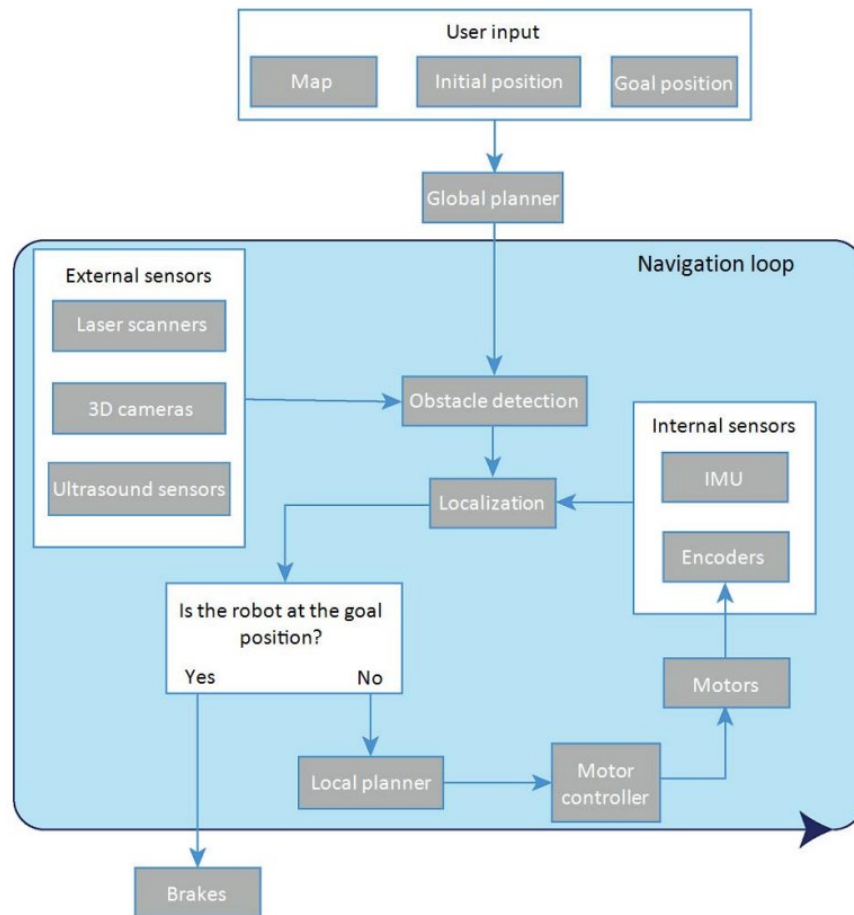 User input
Map
Initial position
Goal position
Global planner
Navigation loop
External sensors
Laser scanners
3D cameras
Ultrasound sensors
Obstacle detection
Internal sensors
IMU
Encoders
Localization
Is the robot at the goal
position?
Yes
No
Motors
Local planner
Motor
controller
Brakes